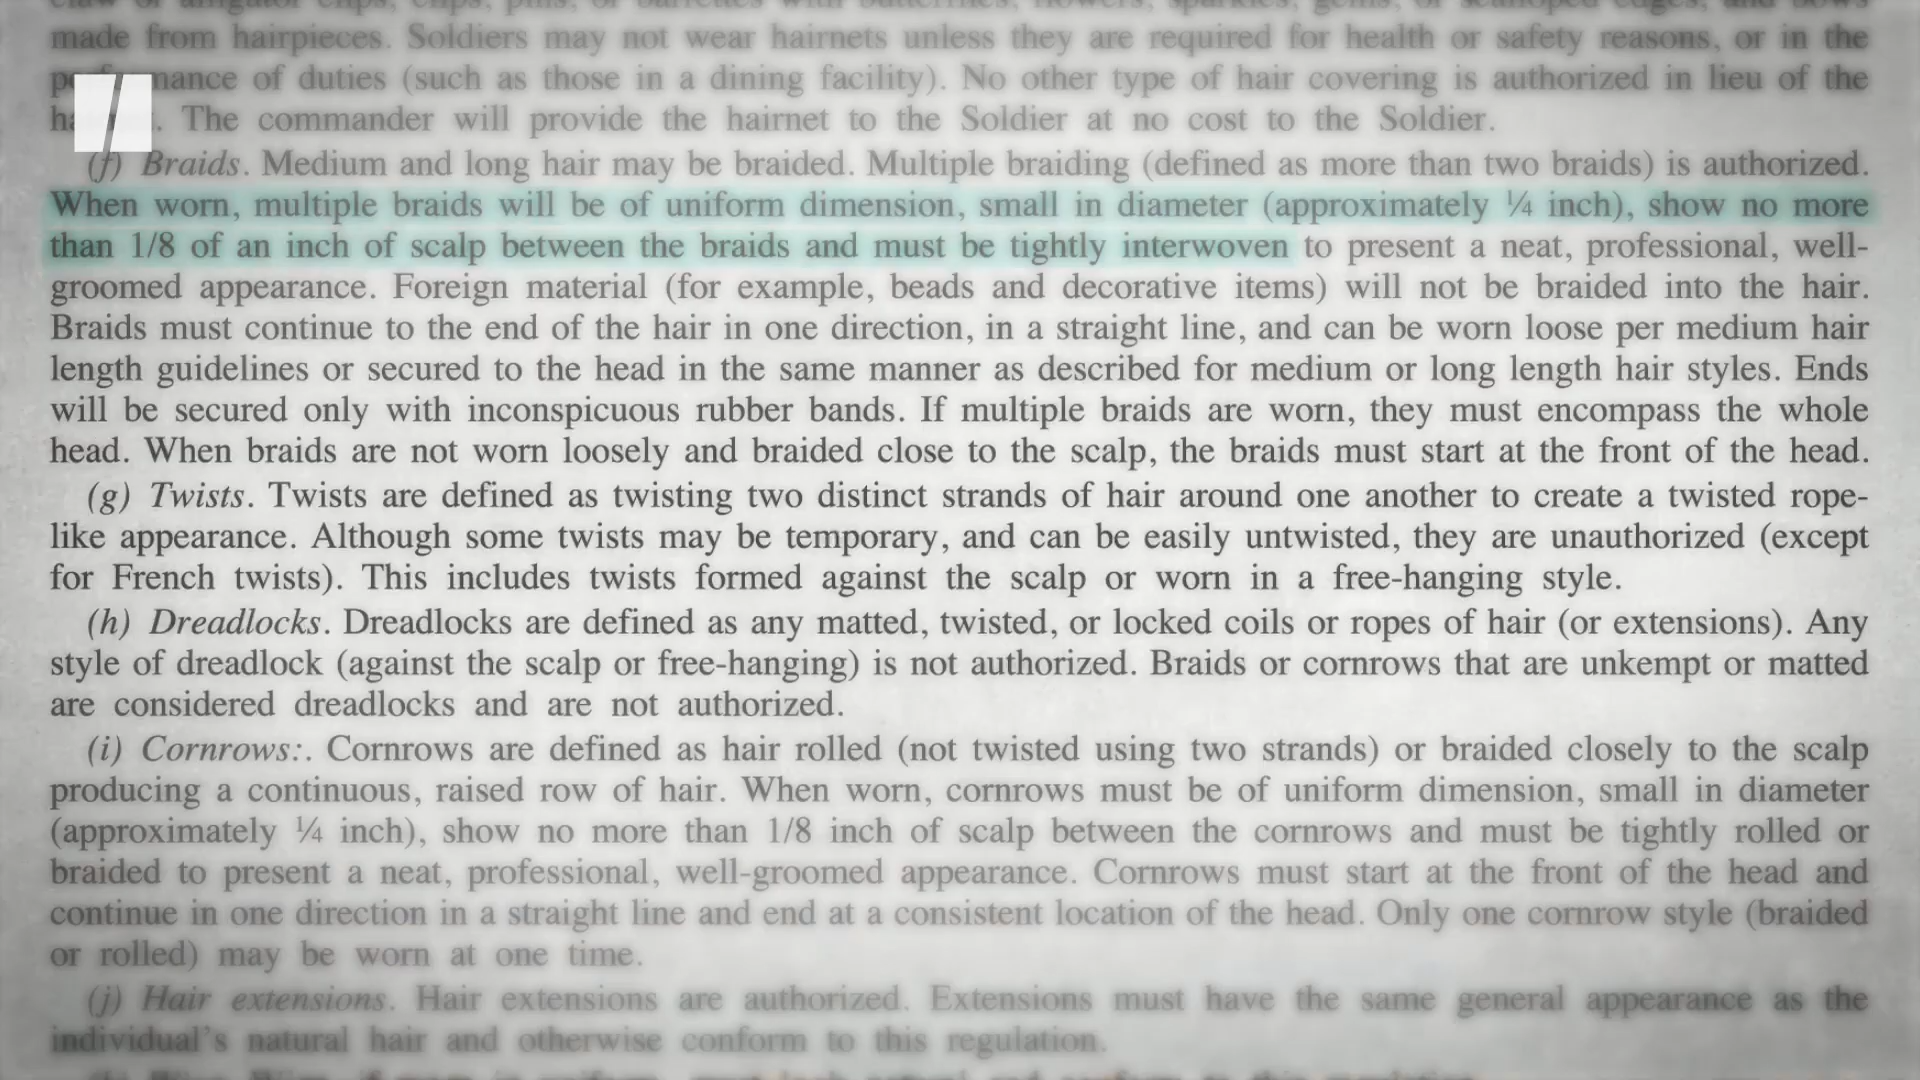 claw or alligator clips, clips, pins, or barrettes with butterflies, flowers, sparkles, gems, or scalloped edges, and bows
made from hairpieces. Soldiers may not wear hairnets unless they are required for health or safety reasons, or in the
of duties (such as those in a dining facility). No other type of hair covering is authorized in lieu of the
The commander will provide the hairnet to the Soldier at no cost to the Soldier.
(f) Braids. Medium and long hair may be braided. Multiple braiding (defined as more than two braids) is authorized.
When worn, multiple braids will be of uniform dimension, small in diameter (approximately ¼ inch), show no more
than 1/8 of an inch of scalp between the braids and must be tightly interwoven to present a neat, professional, well-
groomed appearance. Foreign material (for example, beads and decorative items) will not be braided into the hair.
Braids must continue to the end of the hair in one direction, in a straight line, and can be worn loose per medium hair
length guidelines or secured to the head in the same manner as described for medium or long length hair styles. Ends
will be secured only with inconspicuous rubber bands. If multiple braids are worn, they must encompass the whole
head. When braids are not worn loosely and braided close to the scalp, the braids must start at the front of the head.
(g) Twists. Twists are defined as twisting two distinct strands of hair around one another to create a twisted rope-
like appearance. Although some twists may be temporary, and can be easily untwisted, they are unauthorized (except
for French twists). This includes twists formed against the scalp or worn in a free-hanging style.
(h) Dreadlocks. Dreadlocks are defined as any matted, twisted, or locked coils or ropes of hair (or extensions). Any
style of dreadlock (against the scalp or free-hanging) is not authorized. Braids or cornrows that are unkempt or matted
are considered dreadlocks and are not authorized.
(i) Cornrows:. Cornrows are defined as hair rolled (not twisted using two strands) or braided closely to the scalp
producing a continuous, raised row of hair. When worn, cornrows must be of uniform dimension, small in diameter
(approximately ¼ inch), show no more than 1/8 inch of scalp between the cornrows and must be tightly rolled or
braided to present a neat, professional, well-groomed appearance. Cornrows must start at the front of the head and
continue in one direction in a straight line and end at a consistent location of the head. Only one cornrow style (braided
or rolled) may be worn at one time.
(j) Hair extensions. Hair extensions are authorized. Extensions must have the same general appearance as the
individual's natural hair and otherwise conform to this regulation.